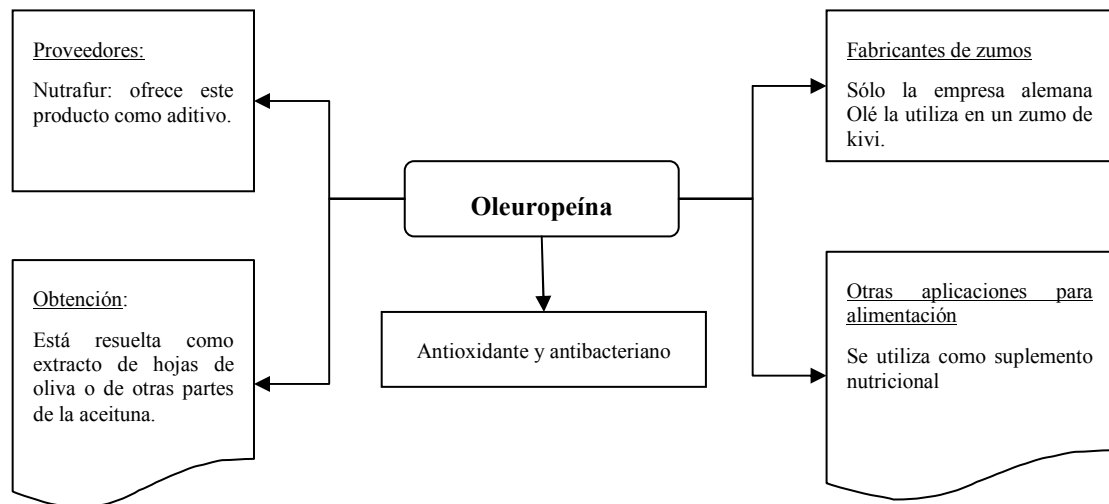 Proveedores:
Nutrafur: ofrece este
producto como aditivo.
Fabricantes de zumos
Sólo la empresa alemana
Olé la utiliza en un zumo de
kivi.
Oleuropeína
Obtención:
Está resuelta como
extracto de hojas de
oliva o de otras partes
de la aceituna.
Antioxidante y antibacteriano
Otras aplicaciones para
alimentación
Se utiliza como suplemento
nutricional